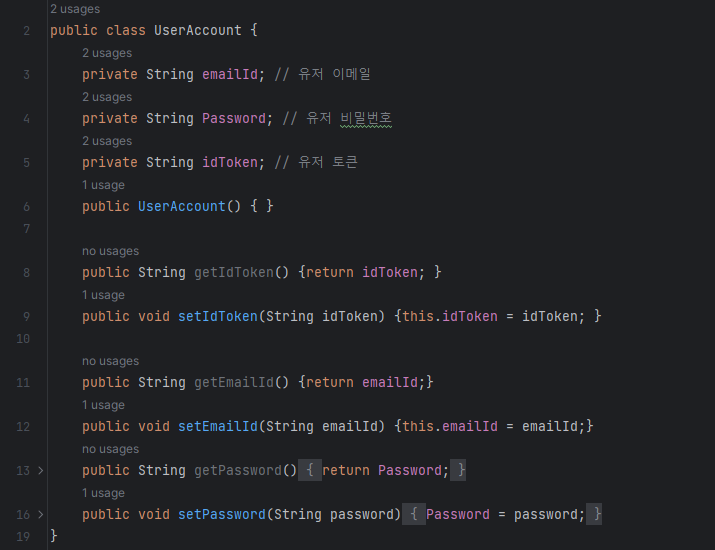 2 usages
2 public class UserAccount {
2 usages
3 private String emailId; // 유저 이메일
2 usages
4 private String Password; // 유저 비밀번호
2 usages
5 private String idToken; // 유저 토큰
1 usage
6 public UserAccount() { }
7
no usages
8 public String getIdToken() {return idToken; }
1 usage
9 public void setIdToken(String idToken) {this.idToken = idToken; }
10
no usages
11 public String getEmailId() {return emailId;}
1 usage
12 public void setEmailId(String emailId) {this.emailId = emailId;}
no usages
13 public String getPassword() { return Password; }
1 usage
16 public void setPassword(String password) { Password = password; }
19 }